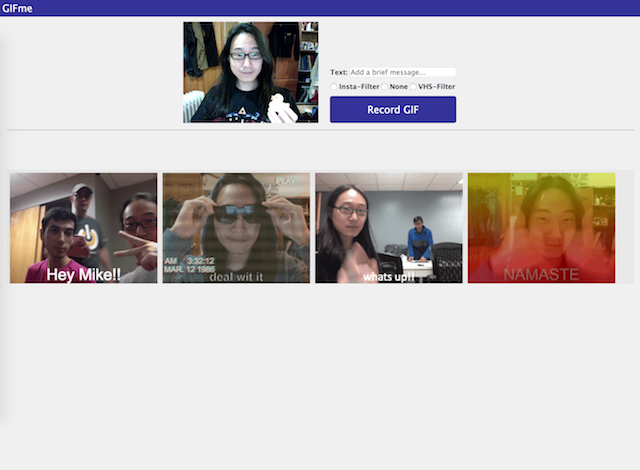 GIFme
Text: Add a brief message...
Insta-Filter None VHS-Filter
Record GIF
Hey Mike!!
PLAY
AM 3:32:12
MAR. 12 1986
deal wit it
whats up!!
NAMASTE